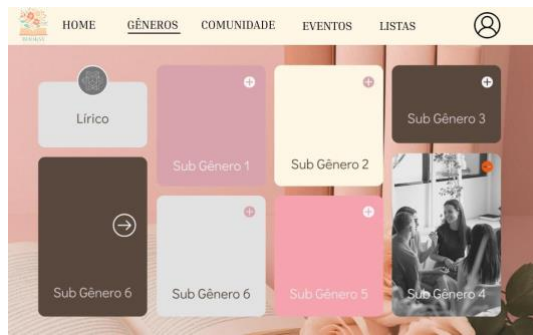 HOME GÊNEROS COMUNIDADE EVENTOS LISTAS
Lírico
Sub Gênero 1
Sub Gênero 2
Sub Gênero 3
Sub Gênero 6
Sub Gênero 6
Sub Gênero 5
Sub Gênero 4